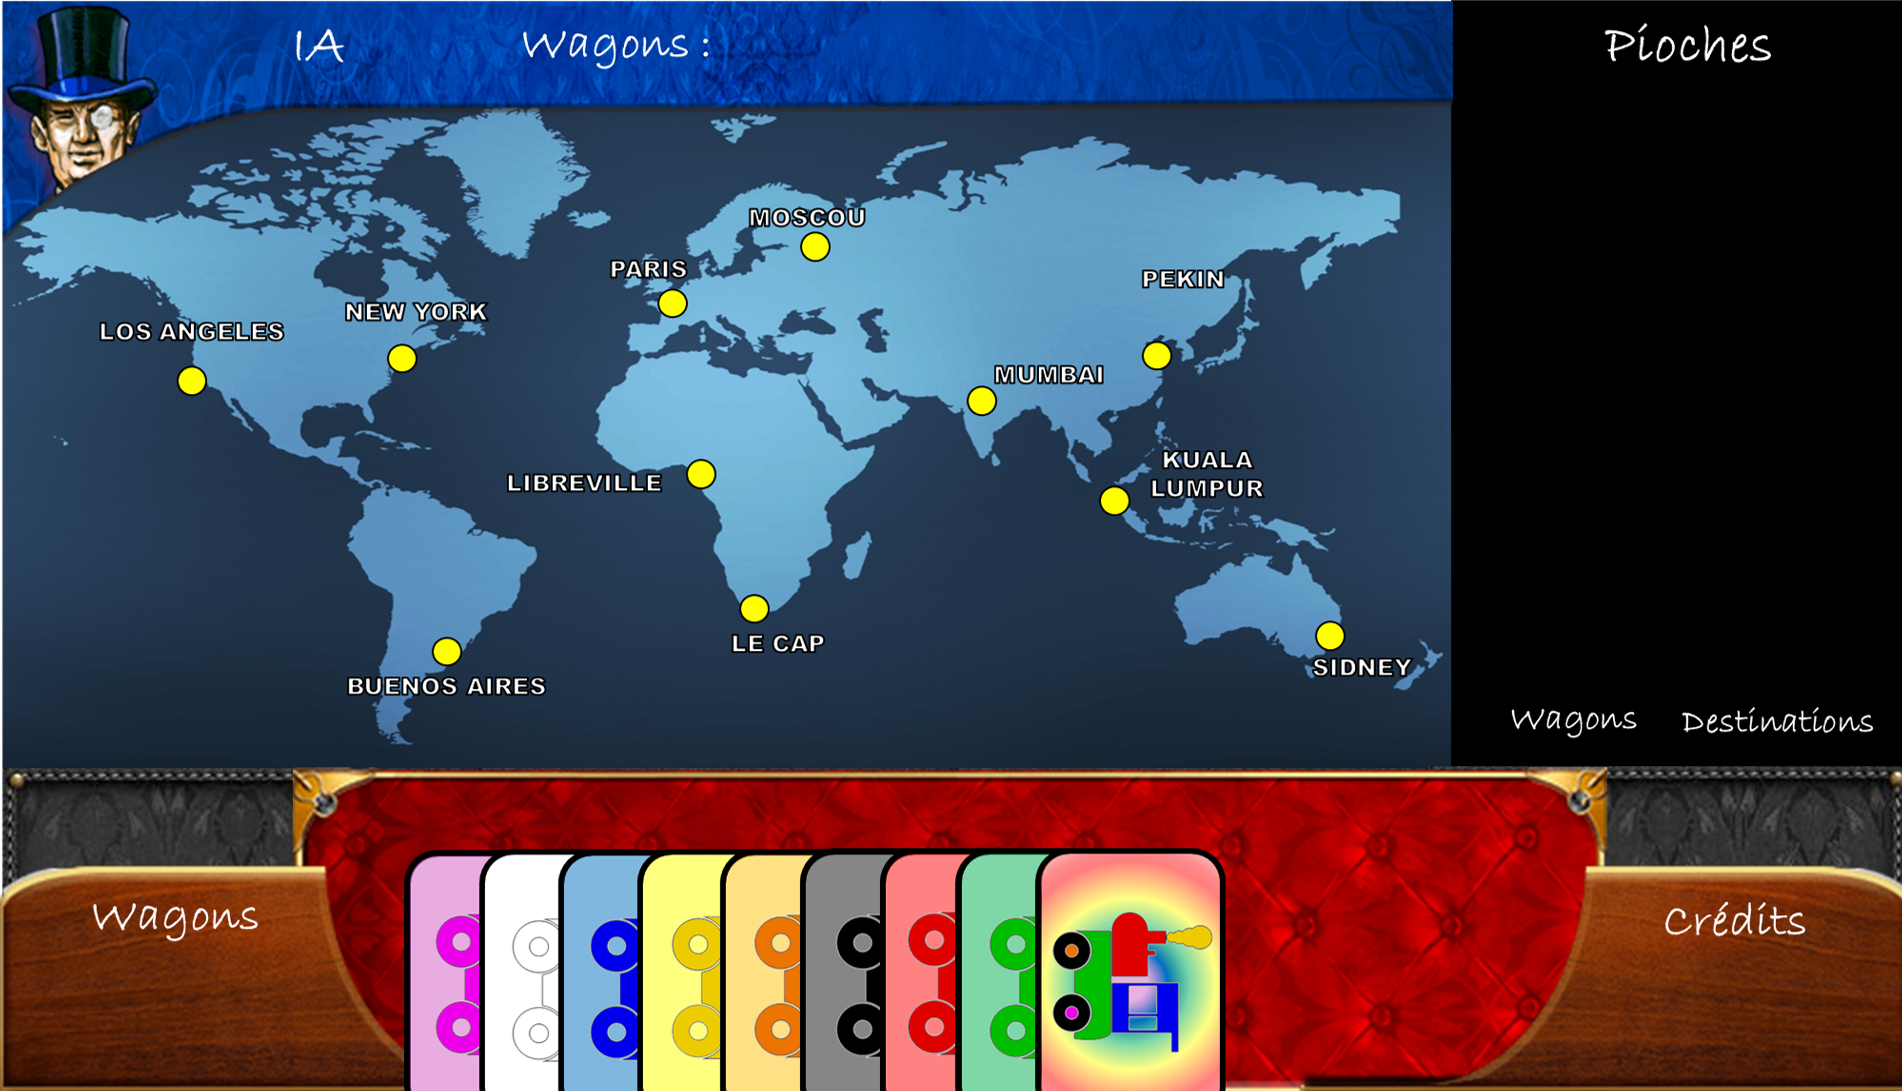 IA
Wagons :
Pioches
MOSCOU
PARIS
PEKIN
NEW YORK
LOS ANGELES
MUMBAI
KUALA
LUMPUR
LIBREVILLE
LE CAP
SIDNEY
BUENOS AIRES
Wagons
Destinations
Wagons
Crédits